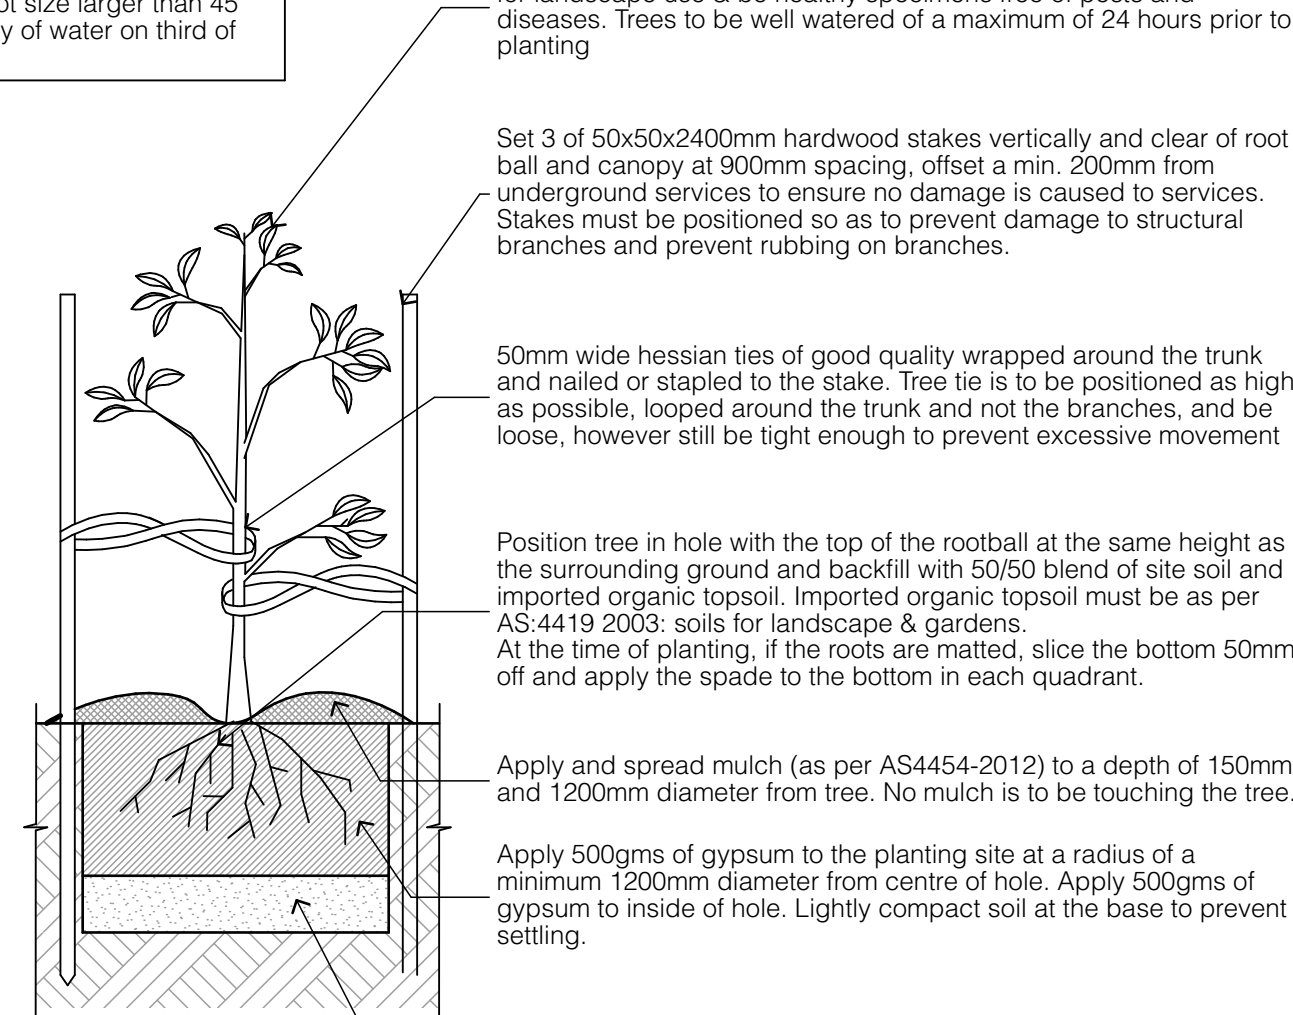 ot size larger than 45
y of water on third of
for landscape use & be healthy specimens free of pests and
diseases. Trees to be well watered of a maximum of 24 hours prior to
planting
Set 3 of 50x50x2400mm hardwood stakes vertically and clear of root
ball and canopy at 900mm spacing, offset a min. 200mm from
underground services to ensure no damage is caused to services.
Stakes must be positioned so as to prevent damage to structural
branches and prevent rubbing on branches.
50mm wide hessian ties of good quality wrapped around the trunk
and nailed or stapled to the stake. Tree tie is to be positioned as high
as possible, looped around the trunk and not the branches, and be
loose, however still be tight enough to prevent excessive movement
Position tree in hole with the top of the rootball at the same height as
the surrounding ground and backfill with 50/50 blend of site soil and
imported organic topsoil. Imported organic topsoil must be as per
AS:4419 2003: soils for landscape & gardens.
At the time of planting, if the roots are matted, slice the bottom 50mm
off and apply the spade to the bottom in each quadrant.
Apply and spread mulch (as per AS4454-2012) to a depth of 150mm
and 1200mm diameter from tree. No mulch is to be touching the tree.
Apply 500gms of gypsum to the planting site at a radius of a
minimum 1200mm diameter from centre of hole. Apply 500gms of
gypsum to inside of hole. Lightly compact soil at the base to prevent
settling.